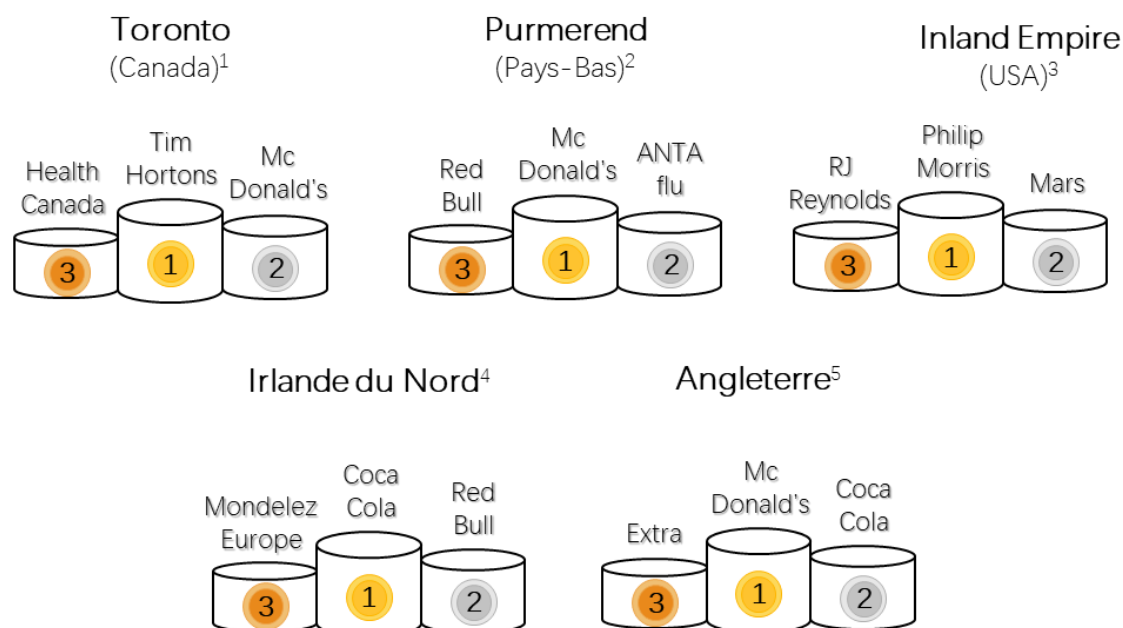 Toronto
(Canada)1
Health
Canada
3
Tim
Hortons
1
Mc
Donald's
2
Purmerend
(Pays-Bas)2
Red
Bull
3
Mc
Donald's
1
ANTA
flu
2
Inland Empire
(USA)3
RJ
Reynolds
3
Philip
Morris
1
Mars
2
Irlande du Nord4
Mondelez
Europe
3
Coca
Cola
1
Red
Bull
2
Angleterre5
Extra
3
Mc
Donald's
1
Coca
Cola
2